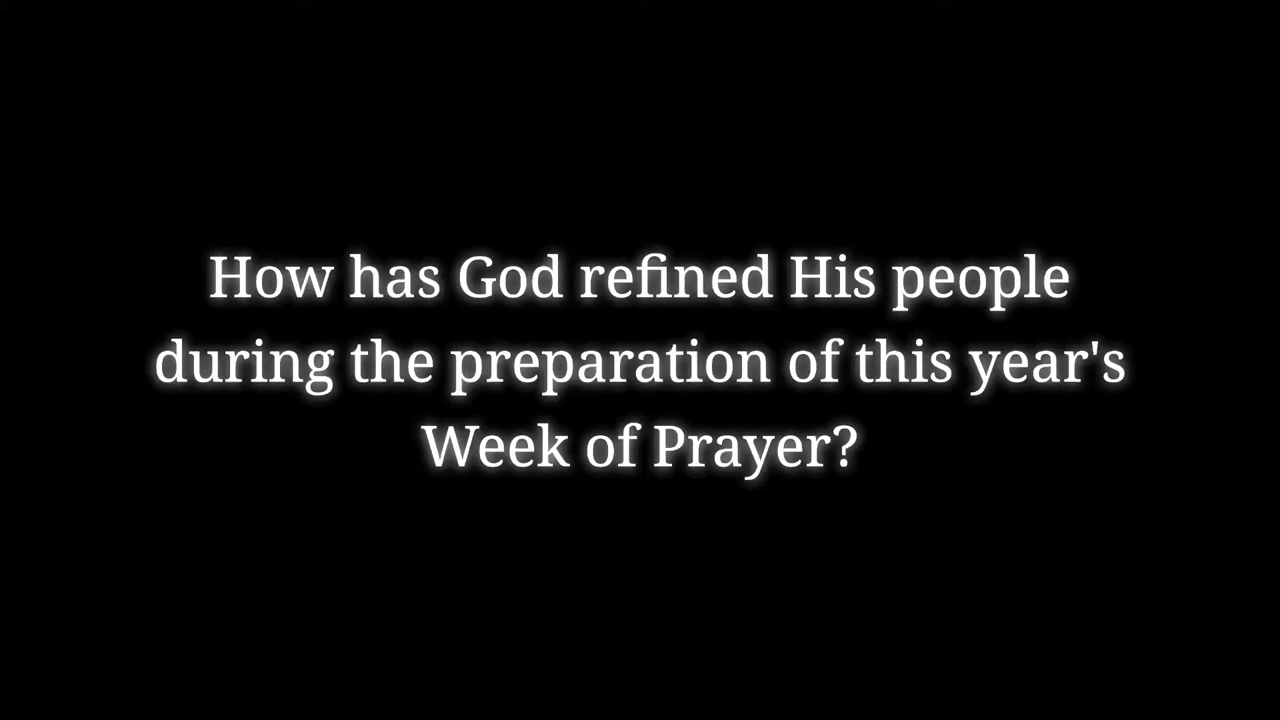 How has God refined His people
during the preparation of this year's
Week of Prayer?